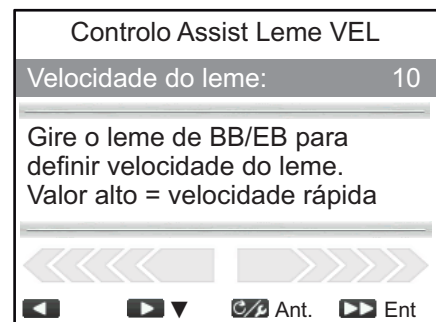 Controlo Assist Leme VEL
Velocidade do leme: 10
Gire o leme de BB/EB para
definir velocidade do leme.
Valor alto = velocidade rápida
Ant. Ent